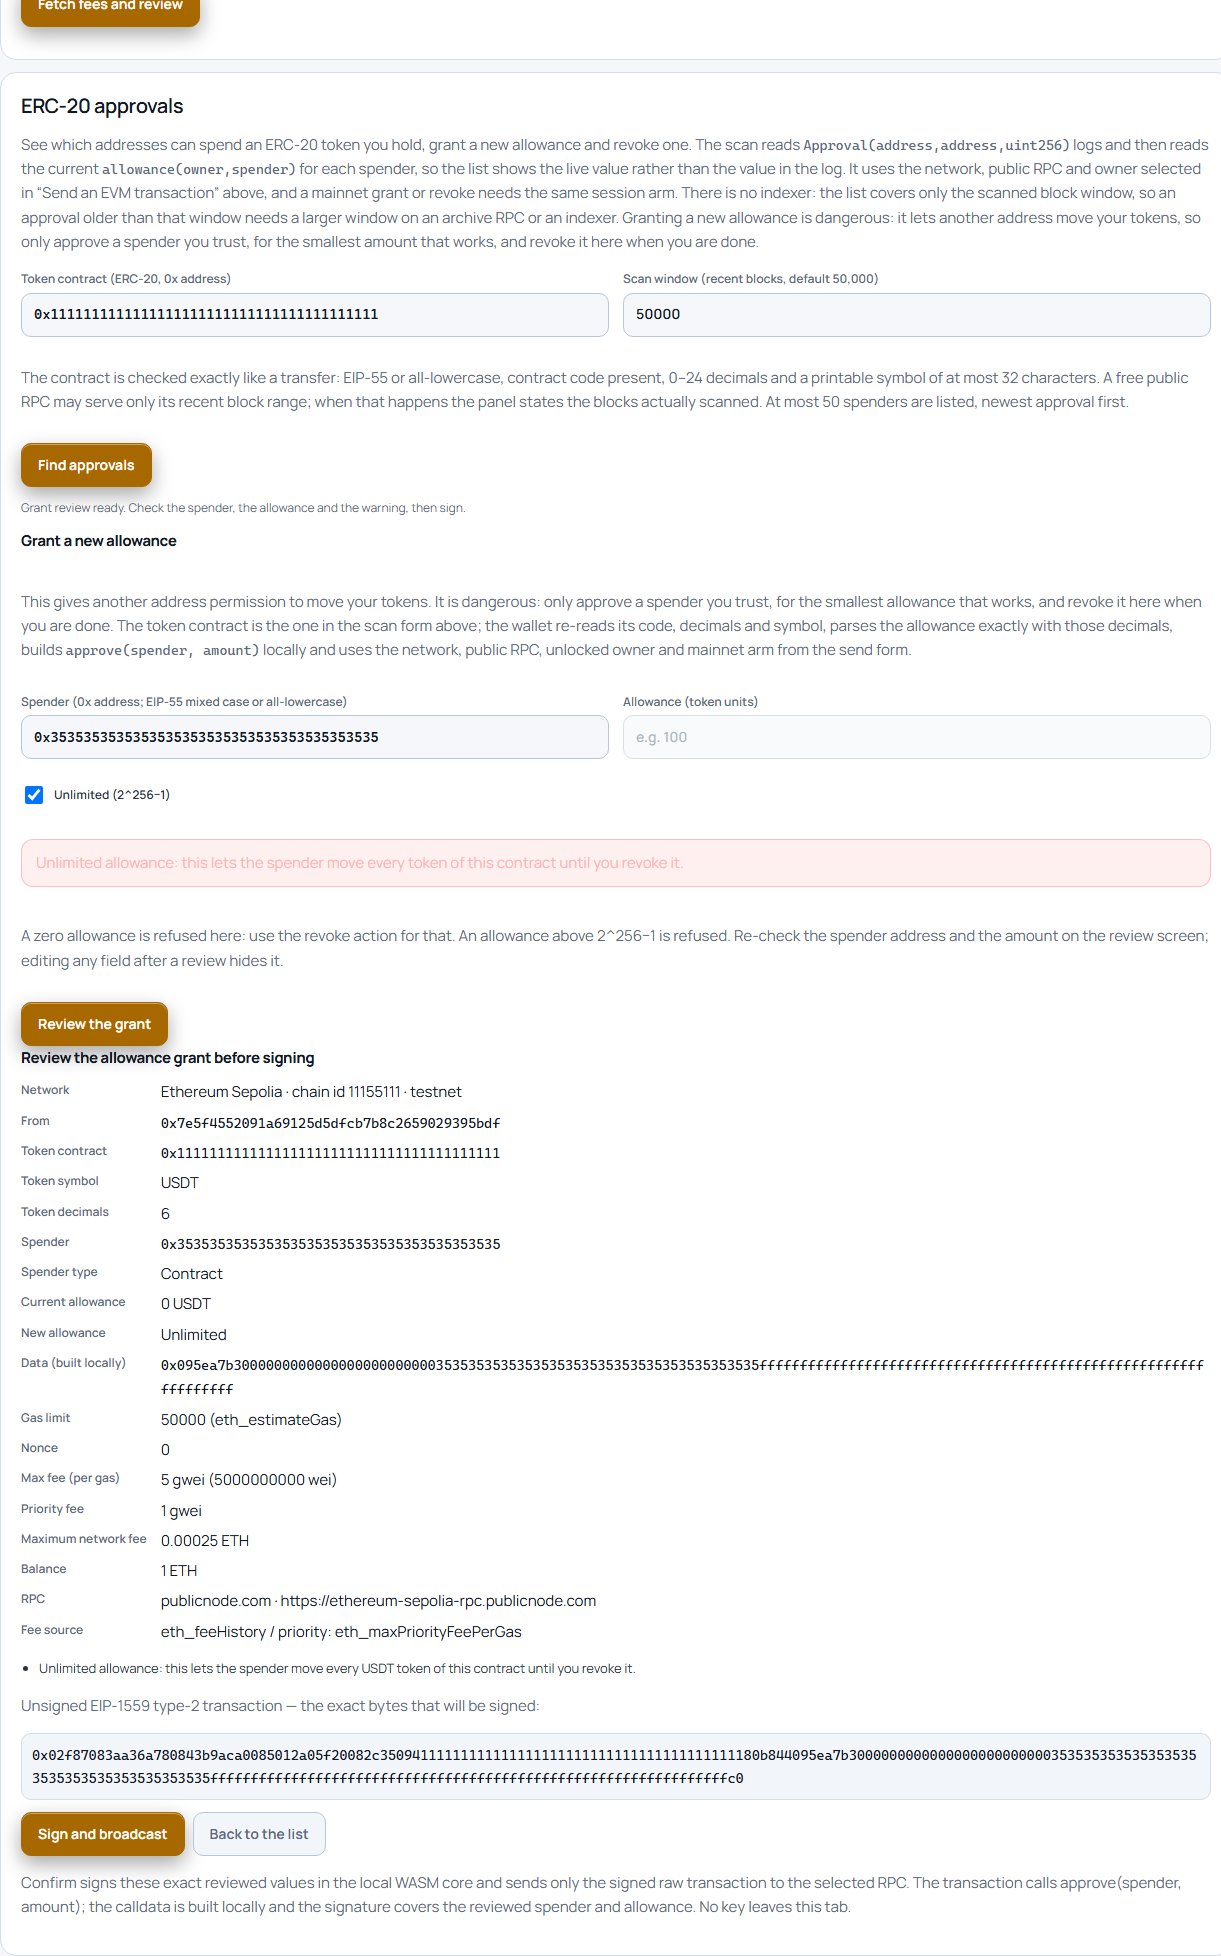 Fetch fees and review
ERC-20 approvals
See which addresses can spend an ERC-20 token you hold, grant a new allowance and revoke one. The scan reads Approval(address,address,uint256) logs and then reads
the current allowance(owner,spender) for each spender, so the list shows the live value rather than the value in the log. It uses the network, public RPC and owner selected
in “Send an EVM transaction” above, and a mainnet grant or revoke needs the same session arm. There is no indexer: the list covers only the scanned block window, so an
approval older than that window needs a larger window on an archive RPC or an indexer. Granting a new allowance is dangerous: it lets another address move your tokens, so
only approve a spender you trust, for the smallest amount that works, and revoke it here when you are done.
Token contract (ERC-20, 0x address)
Scan window (recent blocks, default 50,000)
0x1111111111111111111111111111111111111111
50000
The contract is checked exactly like a transfer: EIP-55 or all-lowercase, contract code present, 0–24 decimals and a printable symbol of at most 32 characters. A free public
RPC may serve only its recent block range; when that happens the panel states the blocks actually scanned. At most 50 spenders are listed, newest approval first.
Find approvals
Grant review ready. Check the spender, the allowance and the warning, then sign.
Grant a new allowance
This gives another address permission to move your tokens. It is dangerous: only approve a spender you trust, for the smallest allowance that works, and revoke it here when
you are done. The token contract is the one in the scan form above; the wallet re-reads its code, decimals and symbol, parses the allowance exactly with those decimals,
builds approve(spender, amount) locally and uses the network, public RPC, unlocked owner and mainnet arm from the send form.
Spender (0x address; EIP-55 mixed case or all-lowercase)
Allowance (token units)
0x3535353535353535353535353535353535353535
e.g. 100
Unlimited (2^256−1)
Unlimited allowance: this lets the spender move every token of this contract until you revoke it.
A zero allowance is refused here: use the revoke action for that. An allowance above 2^256−1 is refused. Re-check the spender address and the amount on the review screen;
editing any field after a review hides it.
Review the grant
Review the allowance grant before signing
Network Ethereum Sepolia · chain id 11155111 · testnet
From 0x7e5f4552091a69125d5dfcb7b8c2659029395bdf
Token contract 0x1111111111111111111111111111111111111111
Token symbol USDT
Token decimals 6
Spender 0x3535353535353535353535353535353535353535
Spender type Contract
Current allowance 0 USDT
New allowance Unlimited
Data (built locally) 0x095ea7b30000000000000000000000003535353535353535353535353535353535353535fffffffffffffffffffffffffffffffffffffffffffffffffffffff
fffffffff
Gas limit 50000 (eth_estimateGas)
Nonce 0
Max fee (per gas) 5 gwei (5000000000 wei)
Priority fee 1 gwei
Maximum network fee 0.00025 ETH
Balance 1 ETH
RPC publicnode.com · https://ethereum-sepolia-rpc.publicnode.com
Fee source eth_feeHistory / priority: eth_maxPriorityFeePerGas
• Unlimited allowance: this lets the spender move every USDT token of this contract until you revoke it.
Unsigned EIP-1559 type-2 transaction — the exact bytes that will be signed:
0x02f87083aa36a780843b9aca0085012a05f20082c35094111111111111111111111111111111111111111180b844095ea7b3000000000000000000000000353535353535353535
3535353535353535353535ffffffffffffffffffffffffffffffffffffffffffffffffffffffffffffffffc0
Sign and broadcast
Back to the list
Confirm signs these exact reviewed values in the local WASM core and sends only the signed raw transaction to the selected RPC. The transaction calls approve(spender,
amount); the calldata is built locally and the signature covers the reviewed spender and allowance. No key leaves this tab.